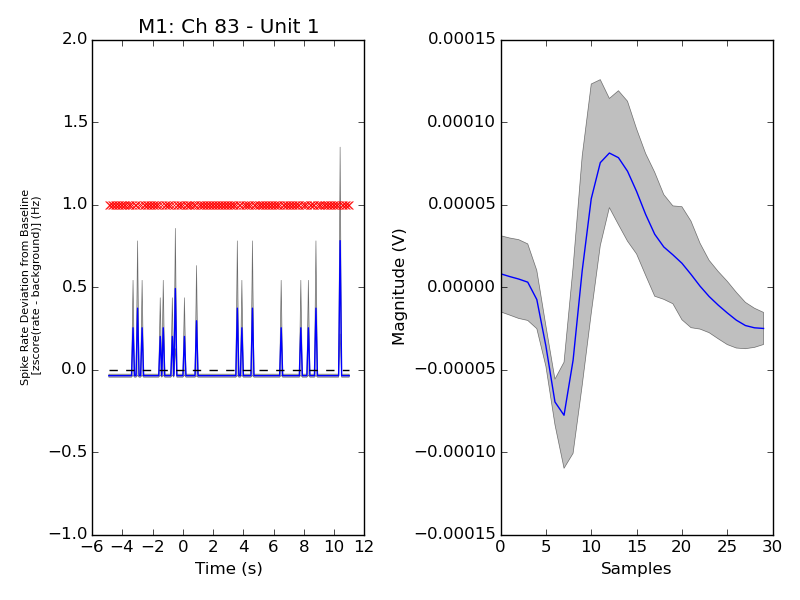 M1: Ch 83 - Unit 1
2.0
1.5
1.0
0.5
0.0
−0.5
−1.0
−6 −4 −2 0 2 4 6 8 10 12
Time (s)
Spike Rate Deviation from Baseline
[zscore(rate - background)] (Hz)
0.00015
0.00010
0.00005
0.00000
−0.00005
−0.00010
−0.00015
0 5 10 15 20 25 30
Samples
Magnitude (V)